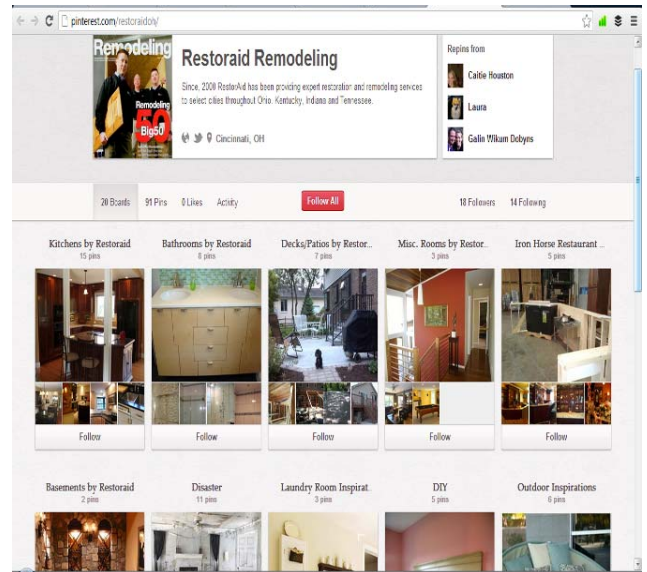 pinterest.com/restoraidoh/
Remodeling
Remodeling
50
Big50
Restoraid Remodeling
Since, 2000 RestorAid has been providing expert restoration and remodeling services
to select cities throughout Ohio, Kentucky, Indiana and Tennessee.
Cincinnati, OH
Repins from
Caitie Houston
Laura
Galin Wikum Dobyns
20 Boards 91 Pins 0 Likes Activity Follow All 18 Followers 14 Following
Kitchens by Restoraid Bathrooms by Restoraid Decks/Patios by Restor... Misc. Rooms by Restor.. Iron Horse Restaurant ...
15 pins 8 pins 7 pins 3 pins 5 pins
Follow Follow Follow Follow Follow
Basements by Restoraid Disaster Laundry Room Inspirat.. DIY Outdoor Inspirations
2 pins 11 pins 3 pins 5 pins 6 pins